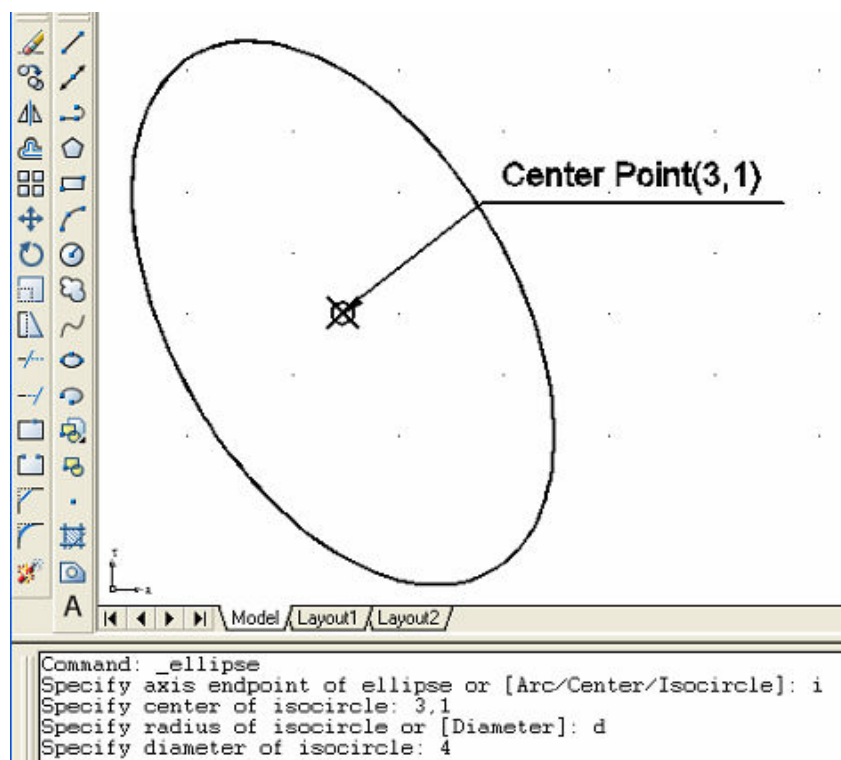 Center Point(3,1)
A
Model Layout1 Layout2
Command: _ellipse
Specify axis endpoint of ellipse or [Arc/Center/Isocircle]: i
Specify center of isocircle: 3,1
Specify radius of isocircle or [Diameter]: d
Specify diameter of isocircle: 4